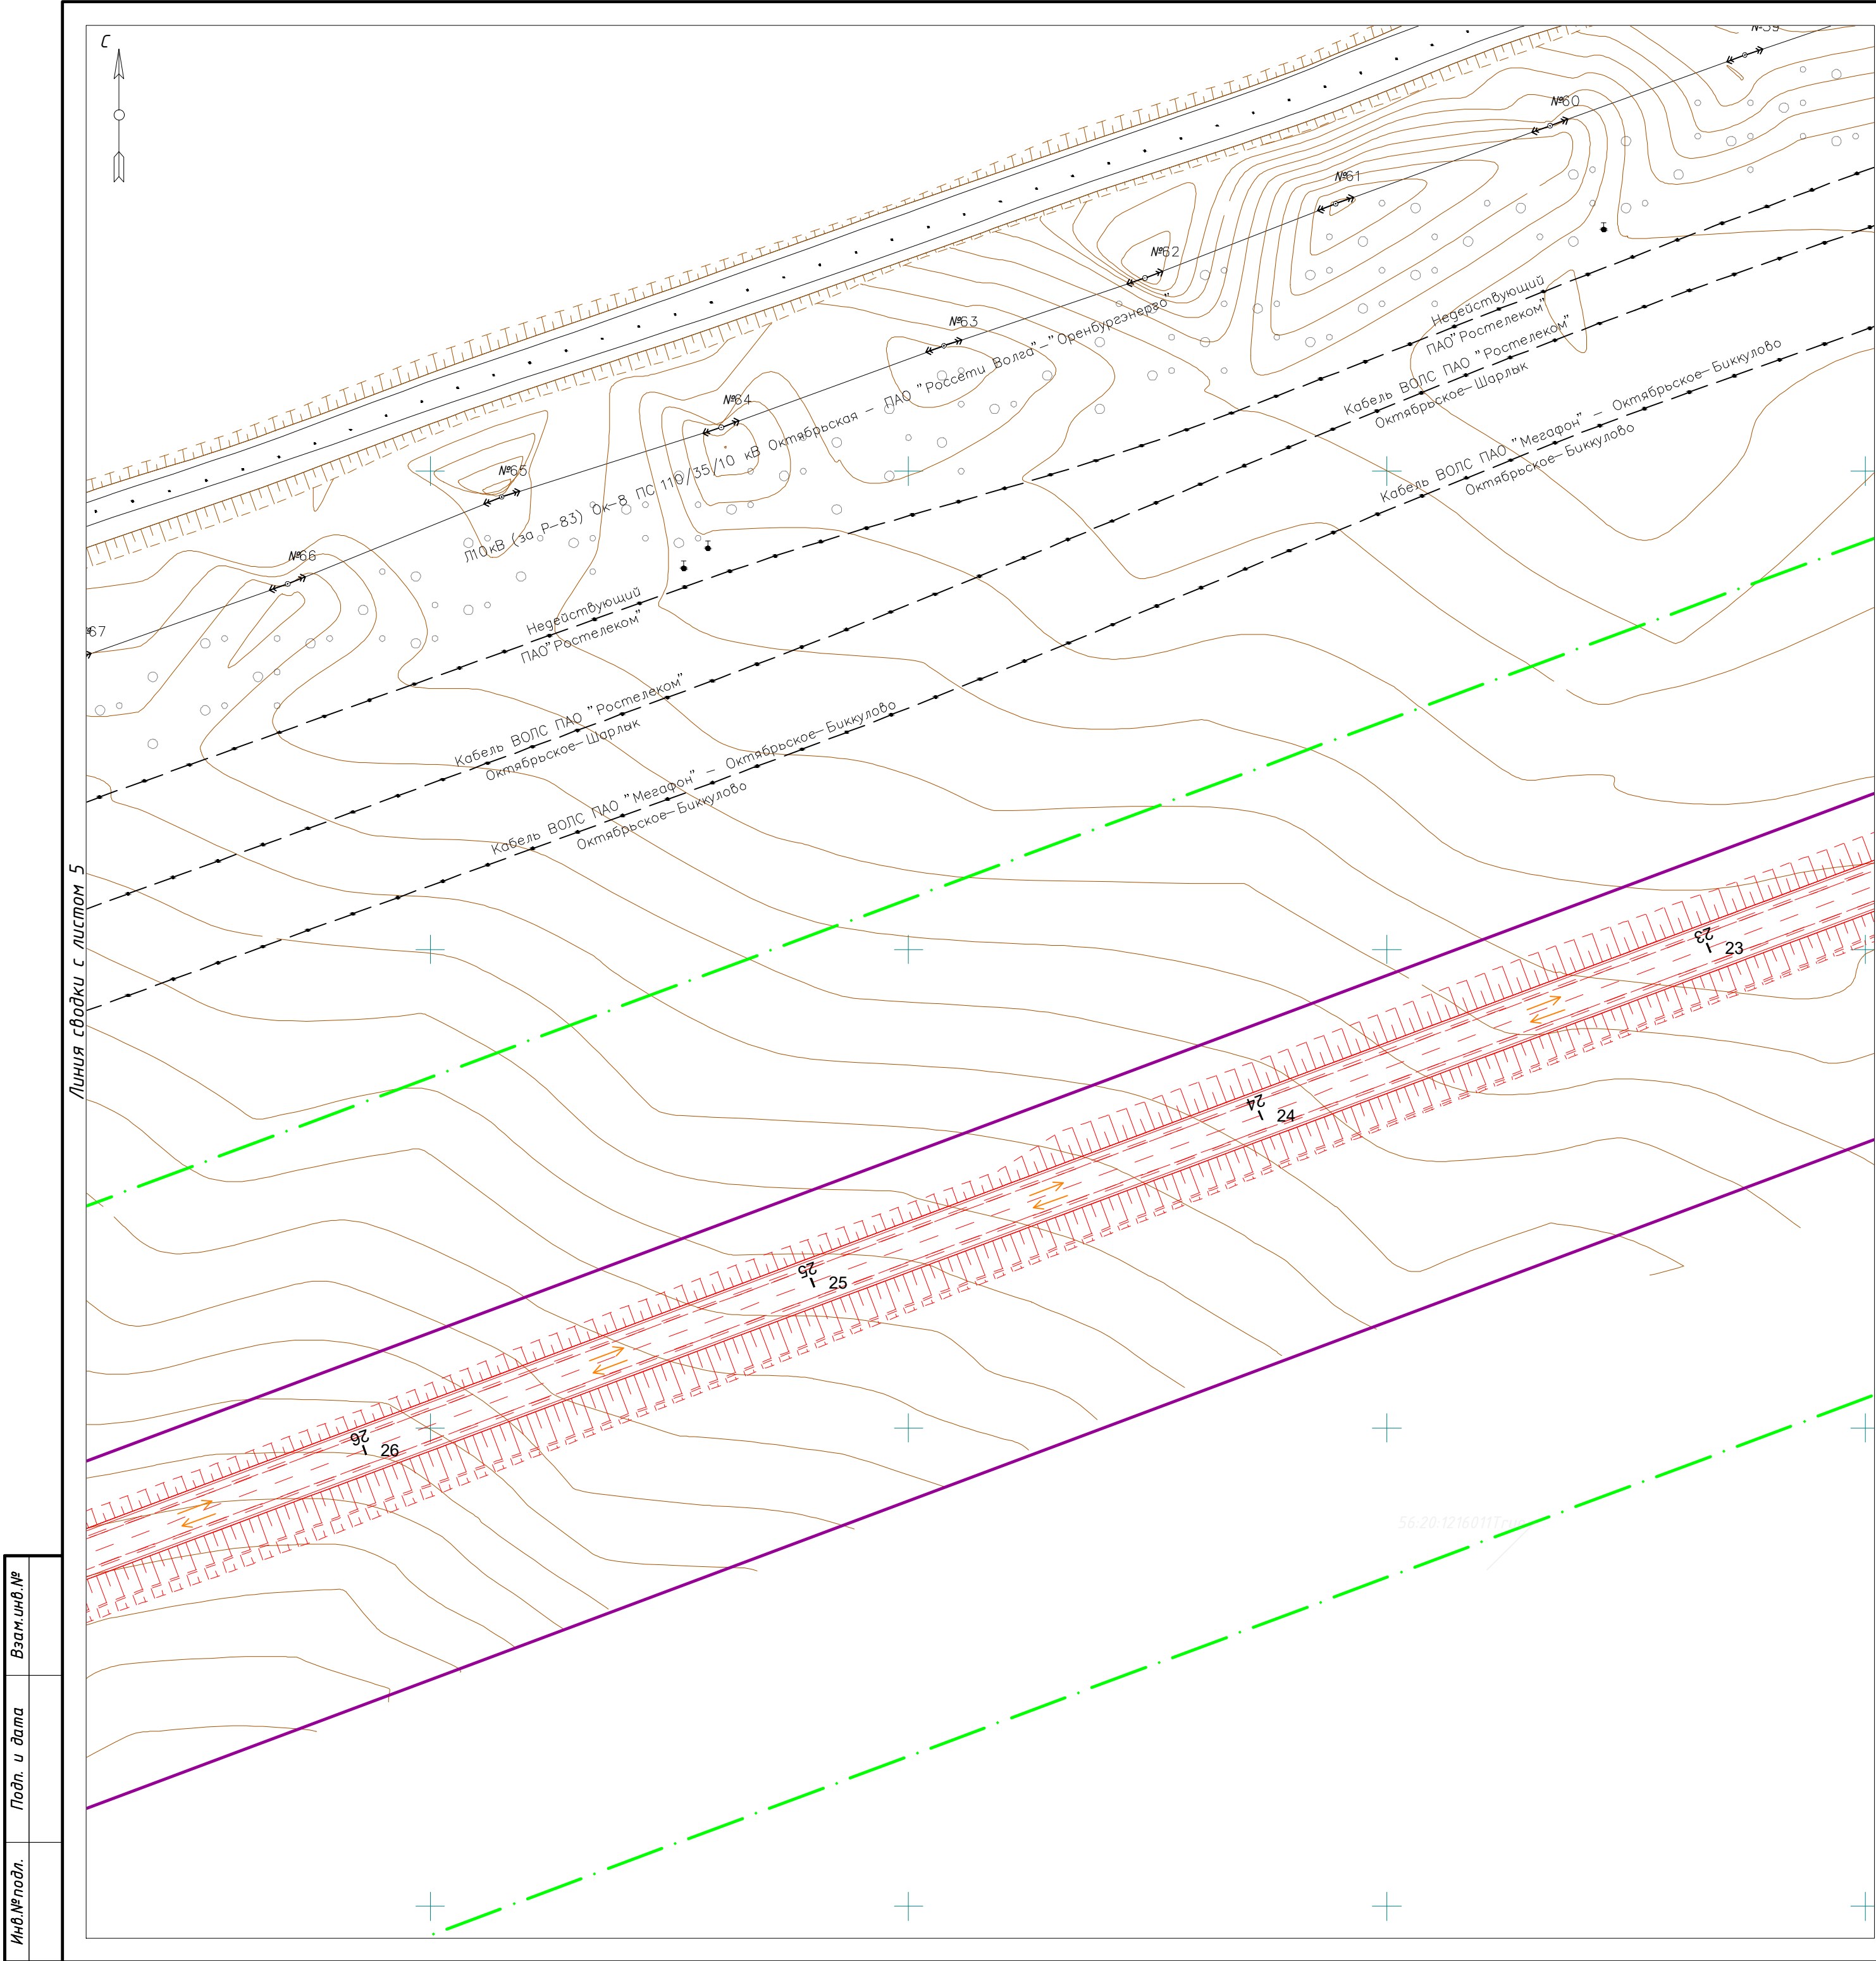 С
№60
№61
№62
№63
№64
№65
№66
67
Л10кВ (за Р-83) Ок-8 ПС 110/35/10 кВ Октябрьская - ПАО "Россети Волга"-"Оренбургэнерго"
Недействующий
ПАО"Ростелеком"
Кабель ВОЛС ПАО "Ростелеком"
Октябрьское-Шарлык
Кабель ВОЛС ПАО "Мегафон" - Октябрьское-Биккулово
Октябрьское-Биккулово
Недействующий
ПАО"Ростелеком"
Кабель ВОЛС ПАО "Ростелеком"
Октябрьское-Шарлык
Кабель ВОЛС ПАО "Мегафон" - Октябрьское-Биккулово
Октябрьское-Биккулово
Линия сводки с листом 5
23
23
24
24
25
25
26
26
Взам.инв.№
Подп. и дата
Инв.№подл.